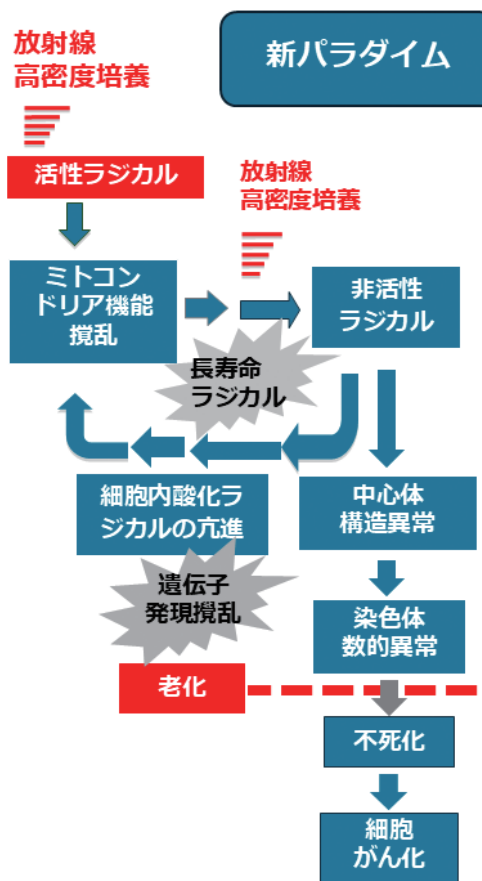 新パラダイム
放射線
高密度培養
活性ラジカル
放射線
高密度培養
ミトコン
ドリア機能
撹乱
非活性
ラジカル
長寿命
ラジカル
細胞内酸化ラ
ジカルの亢進
中心体
構造異常
遺伝子
発現撹乱
染色体
数的異常
老化
不死化
細胞
がん化